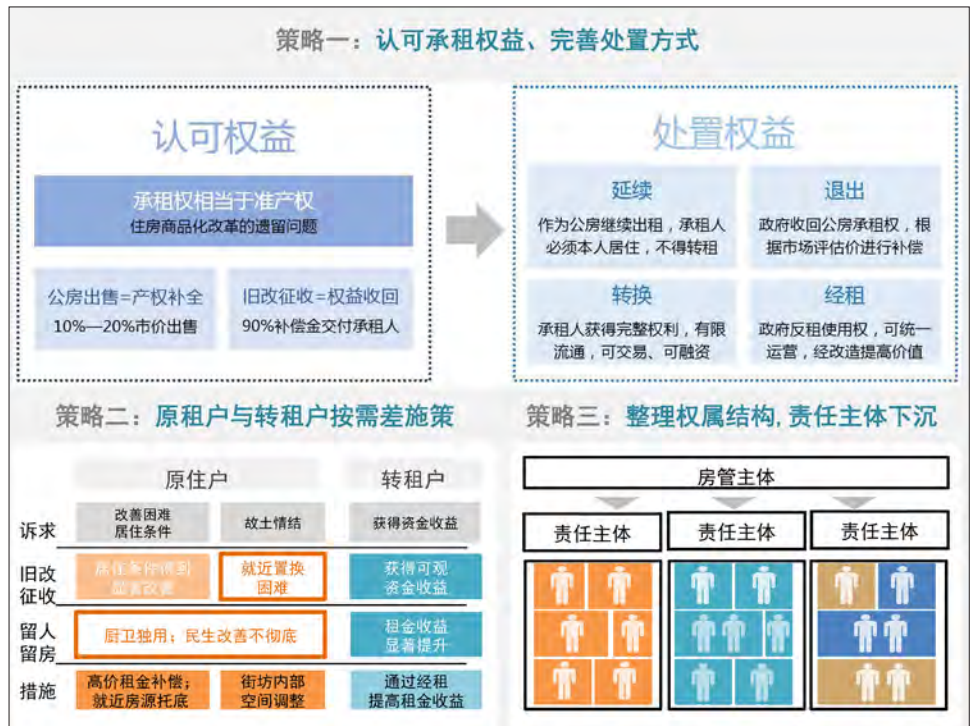 策略一：认可承租权益、完善处置方式
认可权益
承租权相当于准产权
住房商品化改革的遗留问题
公房出售=产权补全
10%—20%市价出售
旧改征收=权益收回
90%补偿金交付承租人
处置权益
延续
作为公房继续出租，承租人
必须本人居住，不得转租
退出
政府收回公房承租权，根
据市场评估价进行补偿
转换
承租人获得完整权利，有限
流通，可交易、可融资
经租
政府反租使用权，可统一
运营，经改造提高价值
策略二：原租户与转租户按需差施策
原住户
转租户
诉求
改善困难
居住条件
故土情结
获得资金收益
旧改
征收
居住条件得到
显著改善
就近置换
困难
获得可观
资金收益
留人
留房
厨卫独用；民生改善不彻底
租金收益
显著提升
措施
高价租金补偿；
就近房源托底
街坊内部
空间调整
通过经租
提高租金收益
策略三：整理权属结构，责任主体下沉
房管主体
责任主体
责任主体
责任主体